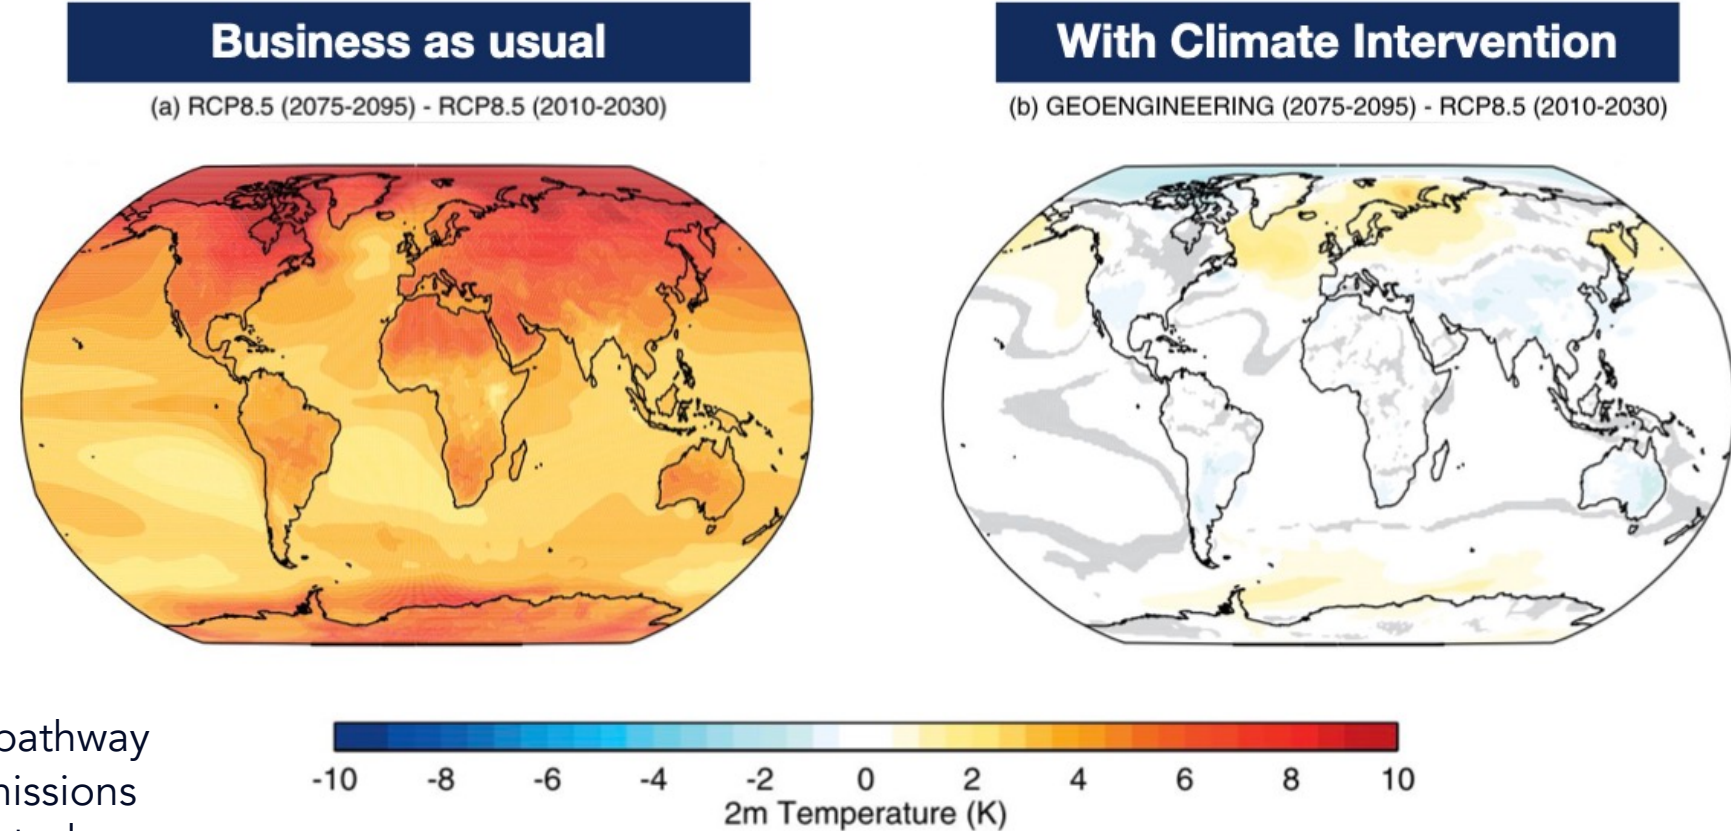 Business as usual
With Climate Intervention
(a) RCP8.5 (2075-2095) - RCP8.5 (2010-2030)
(b) GEOENGINEERING (2075-2095) - RCP8.5 (2010-2030)
pathway
-10 -8 -6 -4 -2 0 2 4 6 8 10
2m Temperature (K)